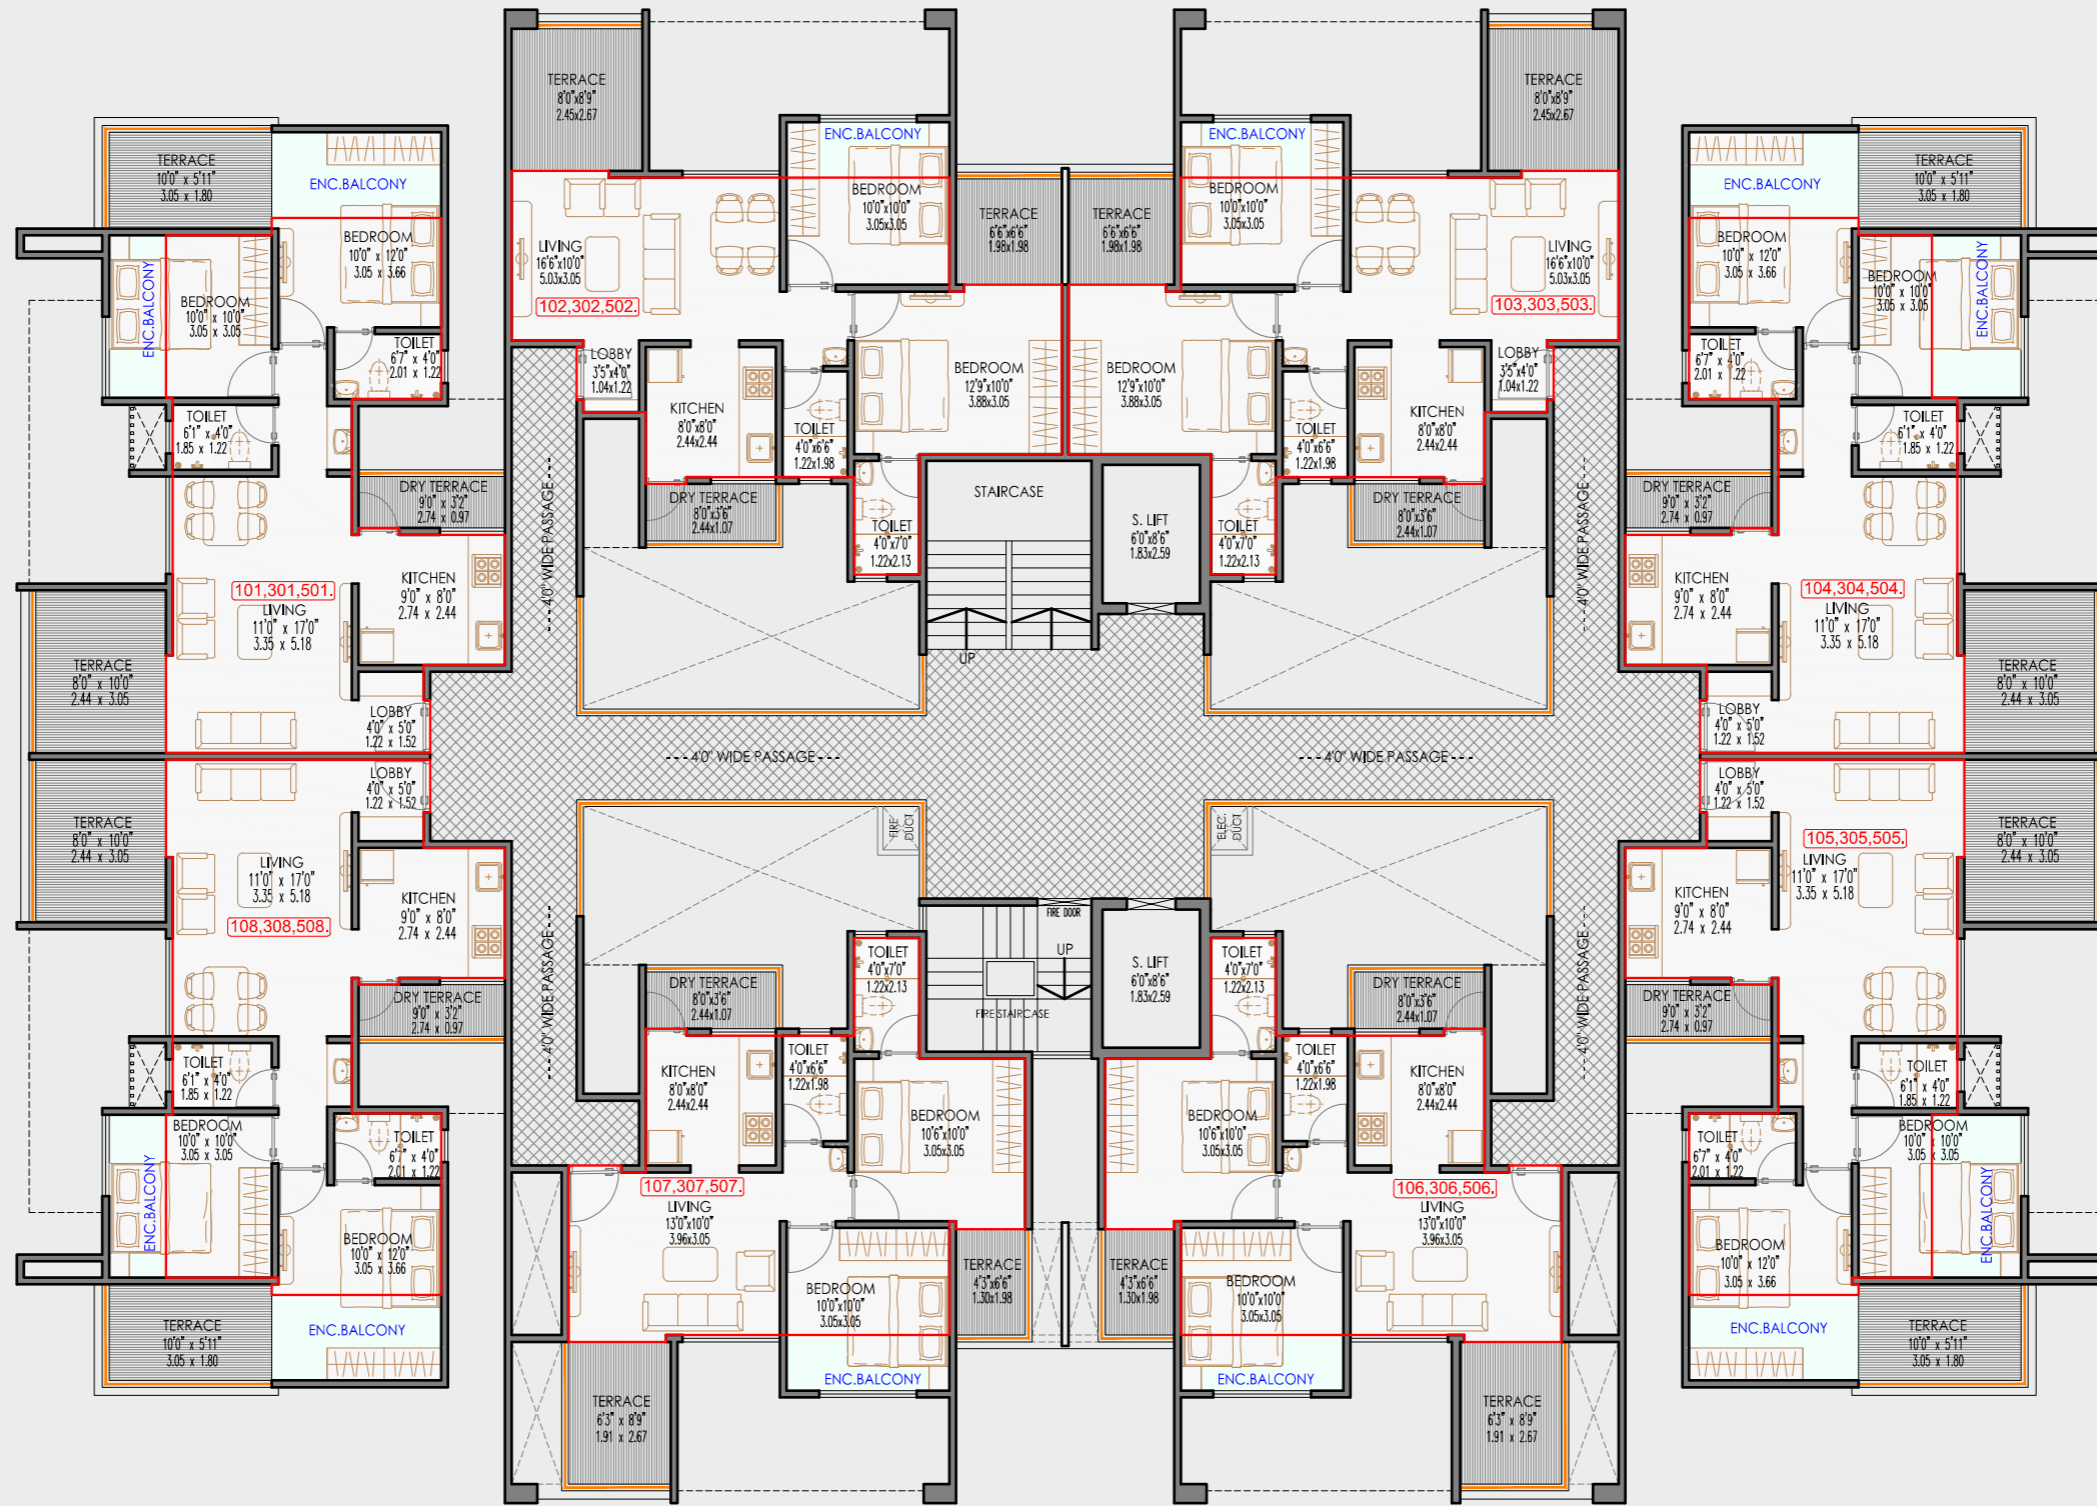 TERRACE
8'0"x8'9"
2.45x2.67
ENC.BALCONY
BEDROOM
10'0"x10'0"
3.05x3.05
LIVING
16'6"x10'0"
5.03x3.05
102,302,502.
TERRACE
6'6"x6'6"
1.98x1.98
LOBBY
3'5"x4'0"
1.04x1.22
KITCHEN
8'0"x8'0"
2.44x2.44
BEDROOM
12'9"x10'0"
3.88x3.05
TOILET
4'0"x6'6"
1.22x1.98
DRY TERRACE
8'0"x3'6"
2.44x1.07
TOILET
4'0"x7'0"
1.22x2.13
TERRACE
8'0"x8'9"
2.45x2.67
ENC.BALCONY
BEDROOM
10'0"x10'0"
3.05x3.05
TERRACE
6'6"x6'6"
1.98x1.98
LIVING
16'6"x10'0"
5.03x3.05
103,303,503.
LOBBY
3'5"x4'0"
1.04x1.22
BEDROOM
12'9"x10'0"
3.88x3.05
KITCHEN
8'0"x8'0"
2.44x2.44
TOILET
4'0"x6'6"
1.22x1.98
DRY TERRACE
8'0"x3'6"
2.44x1.07
TOILET
4'0"x7'0"
1.22x2.13
TERRACE
10'0" x 5'11"
3.05 x 1.80
ENC.BALCONY
BEDROOM
10'0" x 12'0"
3.05 x 3.66
ENC.BALCONY
BEDROOM
10'0" x 10'0"
3.05 x 3.05
TOILET
6'7" x 4'0"
2.01 x 1.22
TOILET
6'1" x 4'0"
1.85 x 1.22
DRY TERRACE
9'0" x 3'2"
2.74 x 0.97
KITCHEN
9'0" x 8'0"
2.74 x 2.44
101,301,501.
LIVING
11'0" x 17'0"
3.35 x 5.18
TERRACE
8'0" x 10'0"
2.44 x 3.05
LOBBY
4'0" x 5'0"
1.22 x 1.52
TERRACE
10'0" x 5'11"
3.05 x 1.80
ENC.BALCONY
BEDROOM
10'0" x 12'0"
3.05 x 3.66
ENC.BALCONY
BEDROOM
10'0" x 10'0"
3.05 x 3.05
TOILET
6'7" x 4'0"
2.01 x 1.22
TOILET
6'1" x 4'0"
1.85 x 1.22
DRY TERRACE
9'0" x 3'2"
2.74 x 0.97
KITCHEN
9'0" x 8'0"
2.74 x 2.44
104,304,504.
LIVING
11'0" x 17'0"
3.35 x 5.18
TERRACE
8'0" x 10'0"
2.44 x 3.05
LOBBY
4'0" x 5'0"
1.22 x 1.52
STAIRCASE
UP
S. LIFT
6'0"x8'6"
1.83x2.59
---4'0" WIDE PASSAGE---
---4'0" WIDE PASSAGE---
---4'0" WIDE PASSAGE---
---4'0" WIDE PASSAGE---
---4'0" WIDE PASSAGE---
---4'0" WIDE PASSAGE---
FIRE
DUCT
ELEC.
DUCT
FIRE DOOR
UP
FIRE STAIRCASE
S. LIFT
6'0"x8'6"
1.83x2.59
LOBBY
4'0" x 5'0"
1.22 x 1.52
TERRACE
8'0" x 10'0"
2.44 x 3.05
LIVING
11'0" x 17'0"
3.35 x 5.18
108,308,508.
KITCHEN
9'0" x 8'0"
2.74 x 2.44
DRY TERRACE
9'0" x 3'2"
2.74 x 0.97
TOILET
6'1" x 4'0"
1.85 x 1.22
BEDROOM
10'0" x 10'0"
3.05 x 3.05
ENC.BALCONY
TOILET
6'7" x 4'0"
2.01 x 1.22
BEDROOM
10'0" x 12'0"
3.05 x 3.66
ENC.BALCONY
TERRACE
10'0" x 5'11"
3.05 x 1.80
LOBBY
4'0" x 5'0"
1.22 x 1.52
105,305,505.
LIVING
11'0" x 17'0"
3.35 x 5.18
TERRACE
8'0" x 10'0"
2.44 x 3.05
KITCHEN
9'0" x 8'0"
2.74 x 2.44
DRY TERRACE
9'0" x 3'2"
2.74 x 0.97
TOILET
6'1" x 4'0"
1.85 x 1.22
BEDROOM
10'0" x 10'0"
3.05 x 3.05
ENC.BALCONY
TOILET
6'7" x 4'0"
2.01 x 1.22
BEDROOM
10'0" x 12'0"
3.05 x 3.66
ENC.BALCONY
TERRACE
10'0" x 5'11"
3.05 x 1.80
TOILET
4'0"x7'0"
1.22x2.13
DRY TERRACE
8'0"x3'6"
2.44x1.07
TOILET
4'0"x6'6"
1.22x1.98
KITCHEN
8'0"x8'0"
2.44x2.44
BEDROOM
10'6"x10'0"
3.05x3.05
107,307,507.
LIVING
13'0"x10'0"
3.96x3.05
TERRACE
4'3"x6'6"
1.30x1.98
BEDROOM
10'0"x10'0"
3.05x3.05
ENC.BALCONY
TERRACE
6'3" x 8'9"
1.91 x 2.67
TOILET
4'0"x7'0"
1.22x2.13
DRY TERRACE
8'0"x3'6"
2.44x1.07
TOILET
4'0"x6'6"
1.22x1.98
KITCHEN
8'0"x8'0"
2.44x2.44
BEDROOM
10'6"x10'0"
3.05x3.05
106,306,506.
LIVING
13'0"x10'0"
3.96x3.05
TERRACE
4'3"x6'6"
1.30x1.98
BEDROOM
10'0"x10'0"
3.05x3.05
ENC.BALCONY
TERRACE
6'3" x 8'9"
1.91 x 2.67